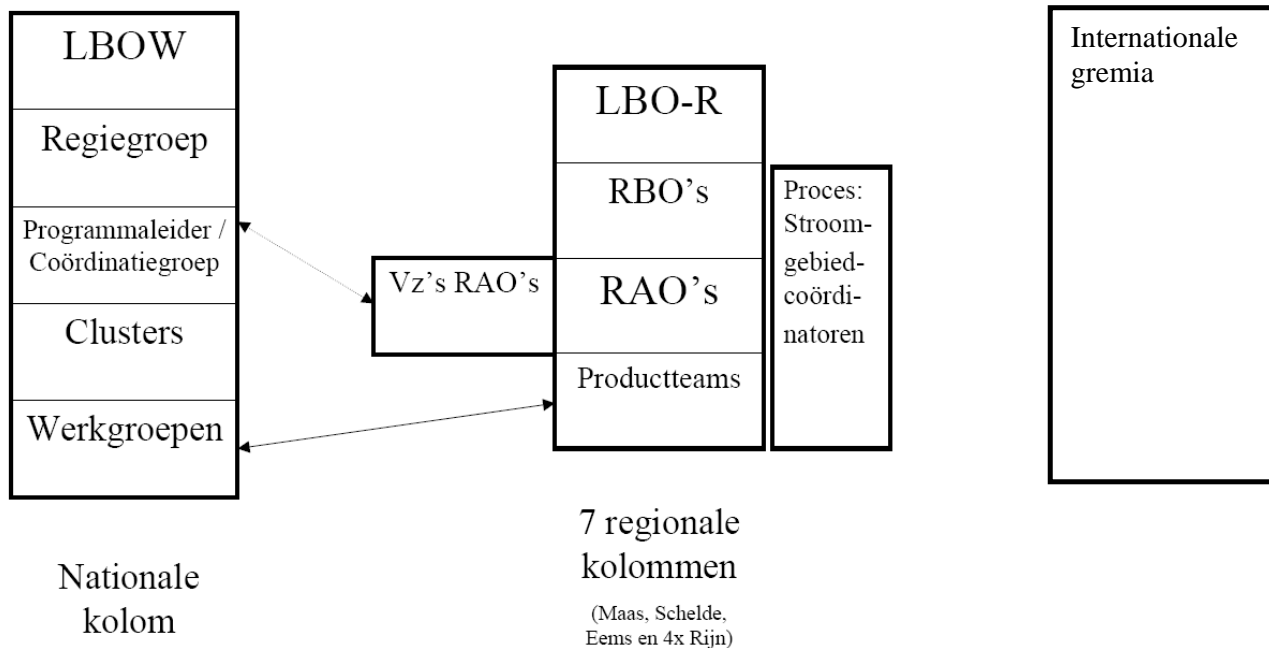 LBOW
Regiegroep
Programmaleider /
Coördinatiegroep
Clusters
Werkgroepen
Nationale
kolom
Vz's RAO's
LBO-R
RBO's
RAO's
Productteams
7 regionale
kolommen
(Maas, Schelde,
Eems en 4x Rijn)
Proces:
Stroom-
gebied-
coördi-
natoren
Internationale
gremia